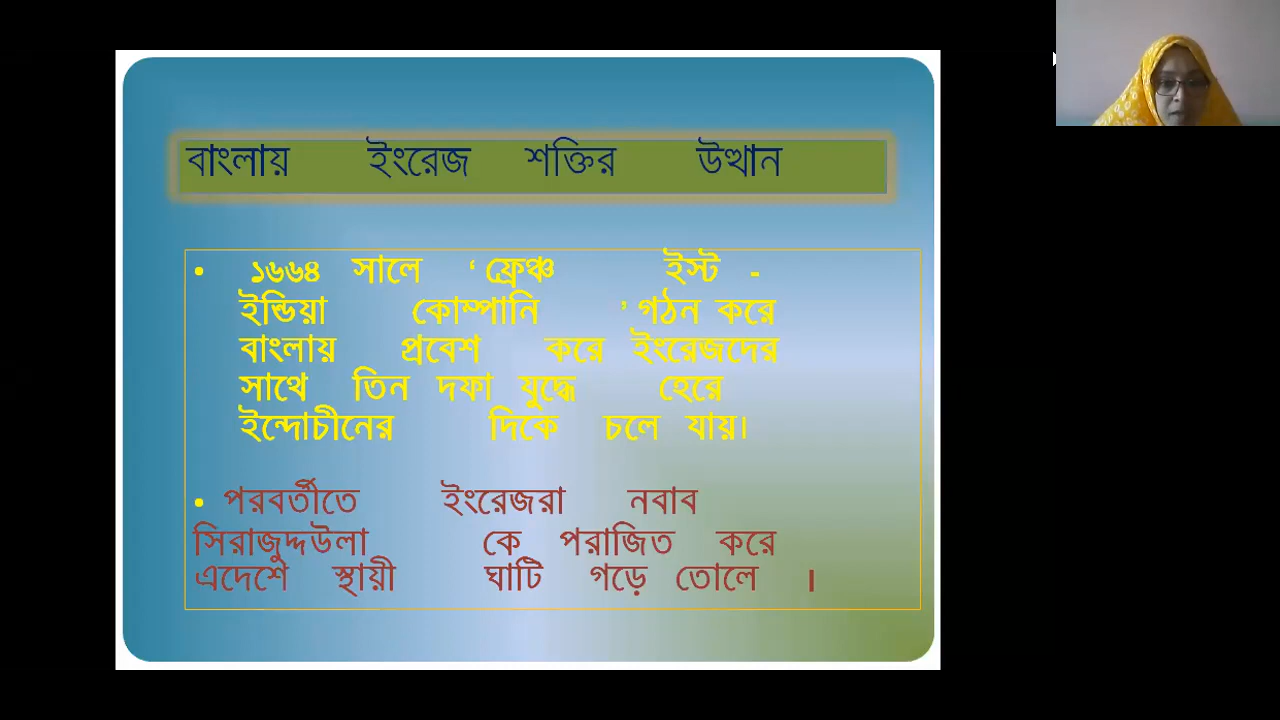 বাংলায় ইংরেজ শক্তির উত্থান
• ১৬৬৪ সালে ‘ ফ্রেঞ্চ ইস্ট -
ইন্ডিয়া কোম্পানি ’ গঠন করে
বাংলায় প্রবেশ করে ইংরেজদের
সাথে তিন দফা যুদ্ধে হেরে
ইন্দোচীনের দিকে চলে যায়।
• পরবর্তীতে ইংরেজরা নবাব
সিরাজুদ্দউলা কে পরাজিত করে
এদেশে স্থায়ী ঘাটি গড়ে তোলে ।